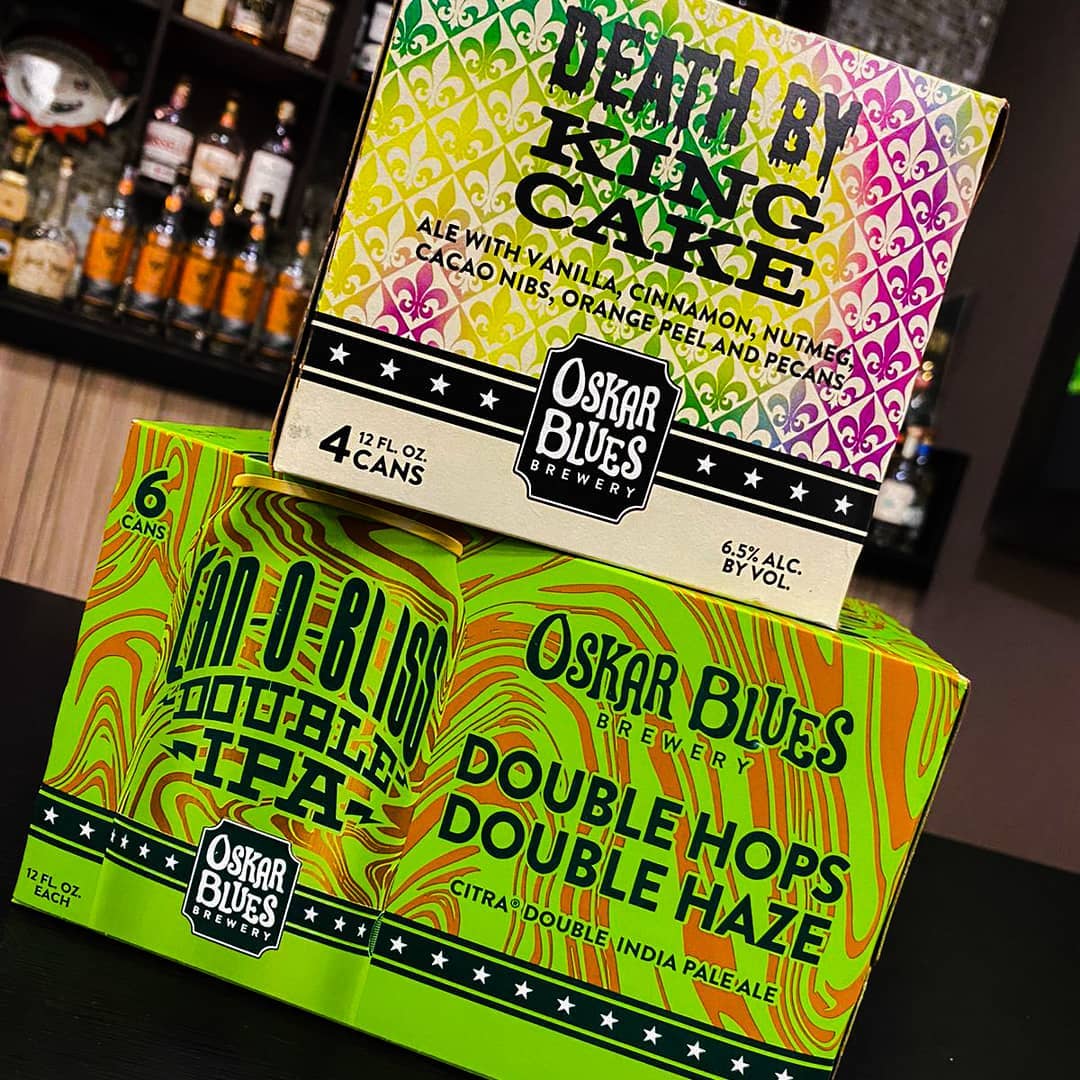 DEATH BY
KING
CAKE
ALE WITH VANILLA, CINNAMON, NUTMEG,
CACAO NIBS, ORANGE PEEL AND PECANS
OSKAR
BLUES
BREWERY
4 12 FL. OZ.
CANS
6.5% ALC.
BY VOL.
6
CANS
CAN-O-BLISS
DOUBLE
IPA
OSKAR
BLUES
BREWERY
12 FL. OZ.
EACH
OSKAR BLUES
BREWERY
DOUBLE HOPS
DOUBLE HAZE
CITRA® DOUBLE INDIA PALE ALE